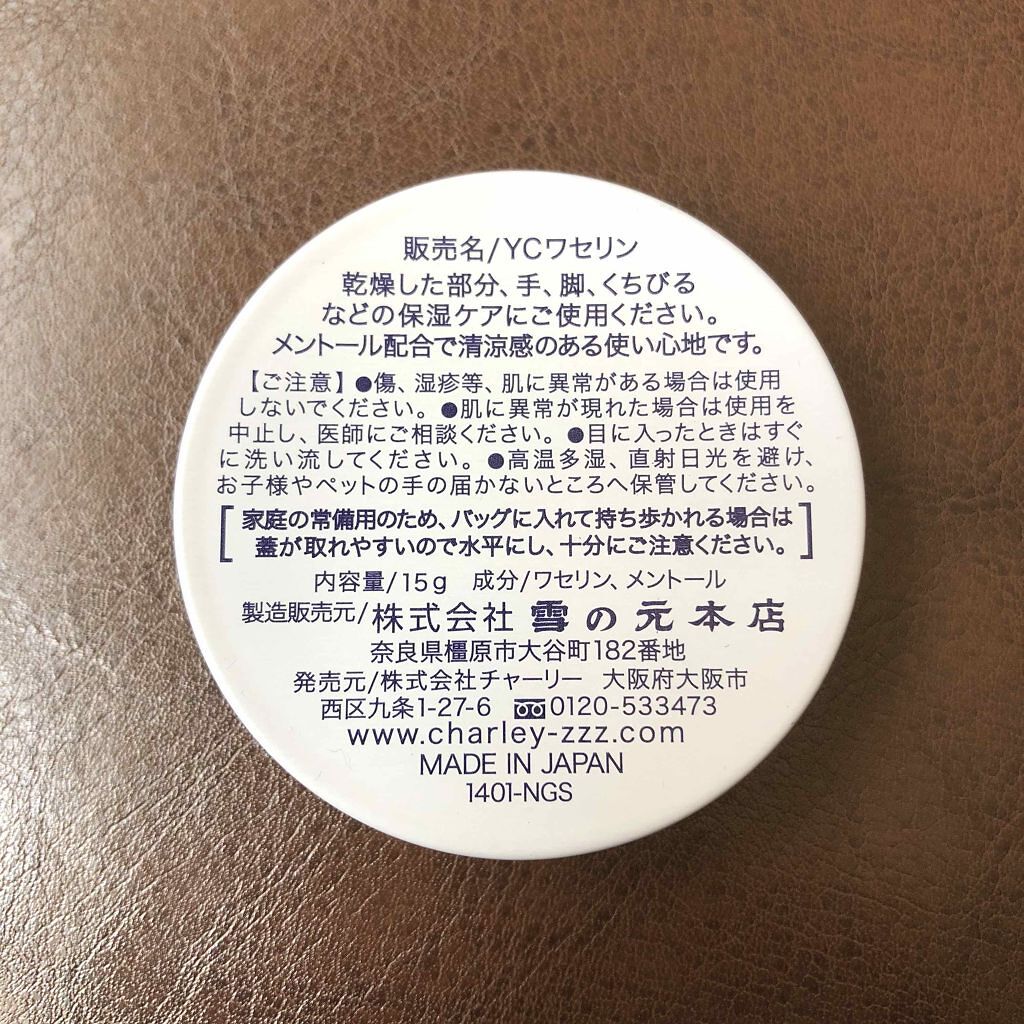 販売名/YCワセリン
乾燥した部分、手、脚、くちびる
などの保湿ケアにご使用ください。
メントール配合で清涼感のある使い心地です。
【ご注意】●傷、湿疹等、肌に異常がある場合は使用
しないでください。●肌に異常が現れた場合は使用を
中止し、医師にご相談ください。●目に入ったときはすぐ
に洗い流してください。●高温多湿、直射日光を避け、
お子様やペットの手の届かないところへ保管してください。
[家庭の常備用のため、バッグに入れて持ち歩かれる場合は
蓋が取れやすいので水平にし、十分にご注意ください。]
内容量/15g 成分/ワセリン、メントール
製造販売元/株式会社 雪の元本店
奈良県橿原市大谷町182番地
発売元/株式会社チャーリー 大阪府大阪市
西区九条1-27-6 0120-533473
www.charley-zzz.com
MADE IN JAPAN
1401-NGS